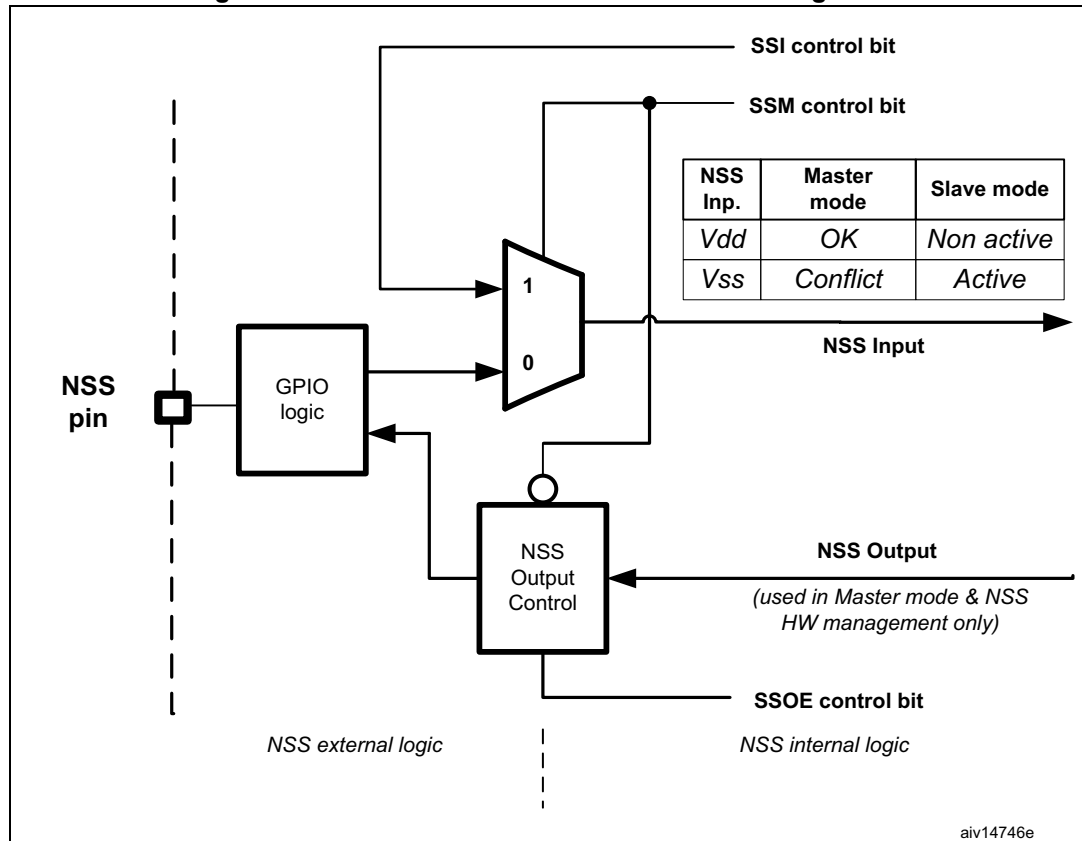 SSI control bit
SSM control bit
NSS Inp.
Master mode
Slave mode
Vdd
OK
Non active
Vss
Conflict
Active
1
0
NSS Input
NSS
pin
GPIO
logic
NSS
Output
Control
NSS Output
(used in Master mode & NSS
HW management only)
SSOE control bit
NSS external logic
NSS internal logic
aiv14746e